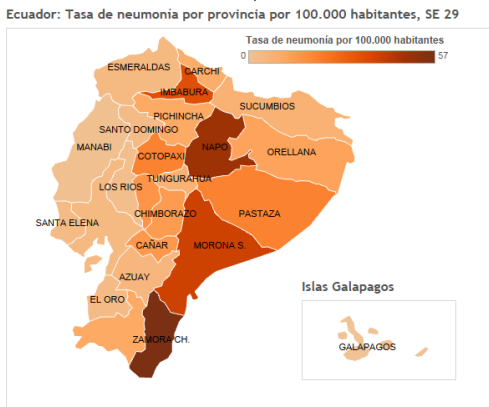 Ecuador: Tasa de neumonía por provincia por 100.000 habitantes, SE 29
Tasa de neumonía por 100.000 habitantes
0 57
ESMERALDAS
CARCHI
IMBABURA
SUCUMBIOS
PICHINCHA
SANTO DOMINGO
MANABI
NAPO
ORELLANA
COTOPAXI
TUNGURAHUA
LOS RIOS
CHIMBORAZO
PASTAZA
SANTA ELENA
CAÑAR
MORONA S.
AZUAY
EL ORO
ZAMORA CH.
Islas Galapagos
GALAPAGOS